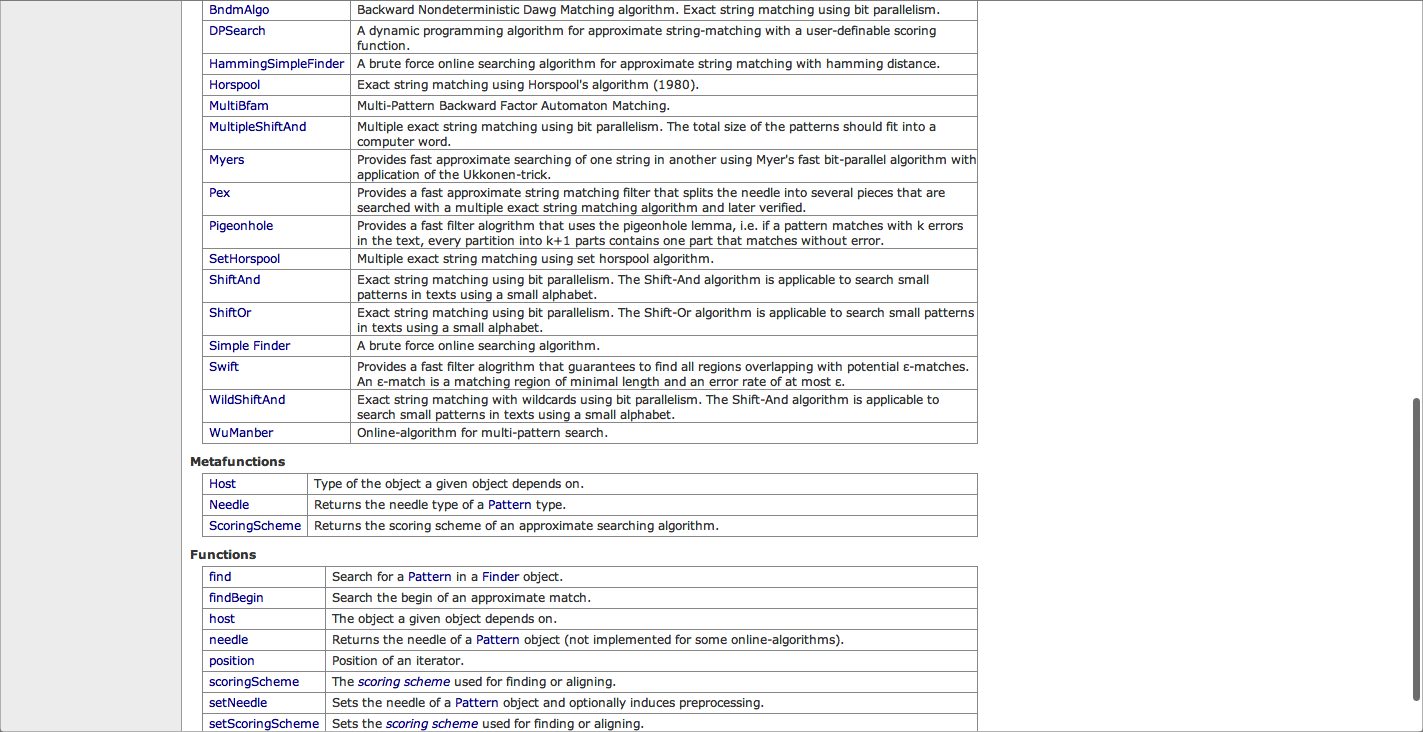 BndmAlgo Backward Nondeterministic Dawg Matching algorithm. Exact string matching using bit parallelism.
DPSearch A dynamic programming algorithm for approximate string-matching with a user-definable scoring
function.
HammingSimpleFinder A brute force online searching algorithm for approximate string matching with hamming distance.
Horspool Exact string matching using Horspool's algorithm (1980).
MultiBfam Multi-Pattern Backward Factor Automaton Matching.
MultipleShiftAnd Multiple exact string matching using bit parallelism. The total size of the patterns should fit into a
computer word.
Myers Provides fast approximate searching of one string in another using Myer's fast bit-parallel algorithm with
application of the Ukkonen-trick.
Pex Provides a fast approximate string matching filter that splits the needle into several pieces that are
searched with a multiple exact string matching algorithm and later verified.
Pigeonhole Provides a fast filter alogrithm that uses the pigeonhole lemma, i.e. if a pattern matches with k errors
in the text, every partition into k+1 parts contains one part that matches without error.
SetHorspool Multiple exact string matching using set horspool algorithm.
ShiftAnd Exact string matching using bit parallelism. The Shift-And algorithm is applicable to search small
patterns in texts using a small alphabet.
ShiftOr Exact string matching using bit parallelism. The Shift-Or algorithm is applicable to search small patterns
in texts using a small alphabet.
Simple Finder A brute force online searching algorithm.
Swift Provides a fast filter alogrithm that guarantees to find all regions overlapping with potential ε-matches.
An ε-match is a matching region of minimal length and an error rate of at most ε.
WildShiftAnd Exact string matching with wildcards using bit parallelism. The Shift-And algorithm is applicable to
search small patterns in texts using a small alphabet.
WuManber Online-algorithm for multi-pattern search.
Metafunctions
Host Type of the object a given object depends on.
Needle Returns the needle type of a Pattern type.
ScoringScheme Returns the scoring scheme of an approximate searching algorithm.
Functions
find Search for a Pattern in a Finder object.
findBegin Search the begin of an approximate match.
host The object a given object depends on.
needle Returns the needle of a Pattern object (not implemented for some online-algorithms).
position Position of an iterator.
scoringScheme The scoring scheme used for finding or aligning.
setNeedle Sets the needle of a Pattern object and optionally induces preprocessing.
setScoringScheme Sets the scoring scheme used for finding or aligning.